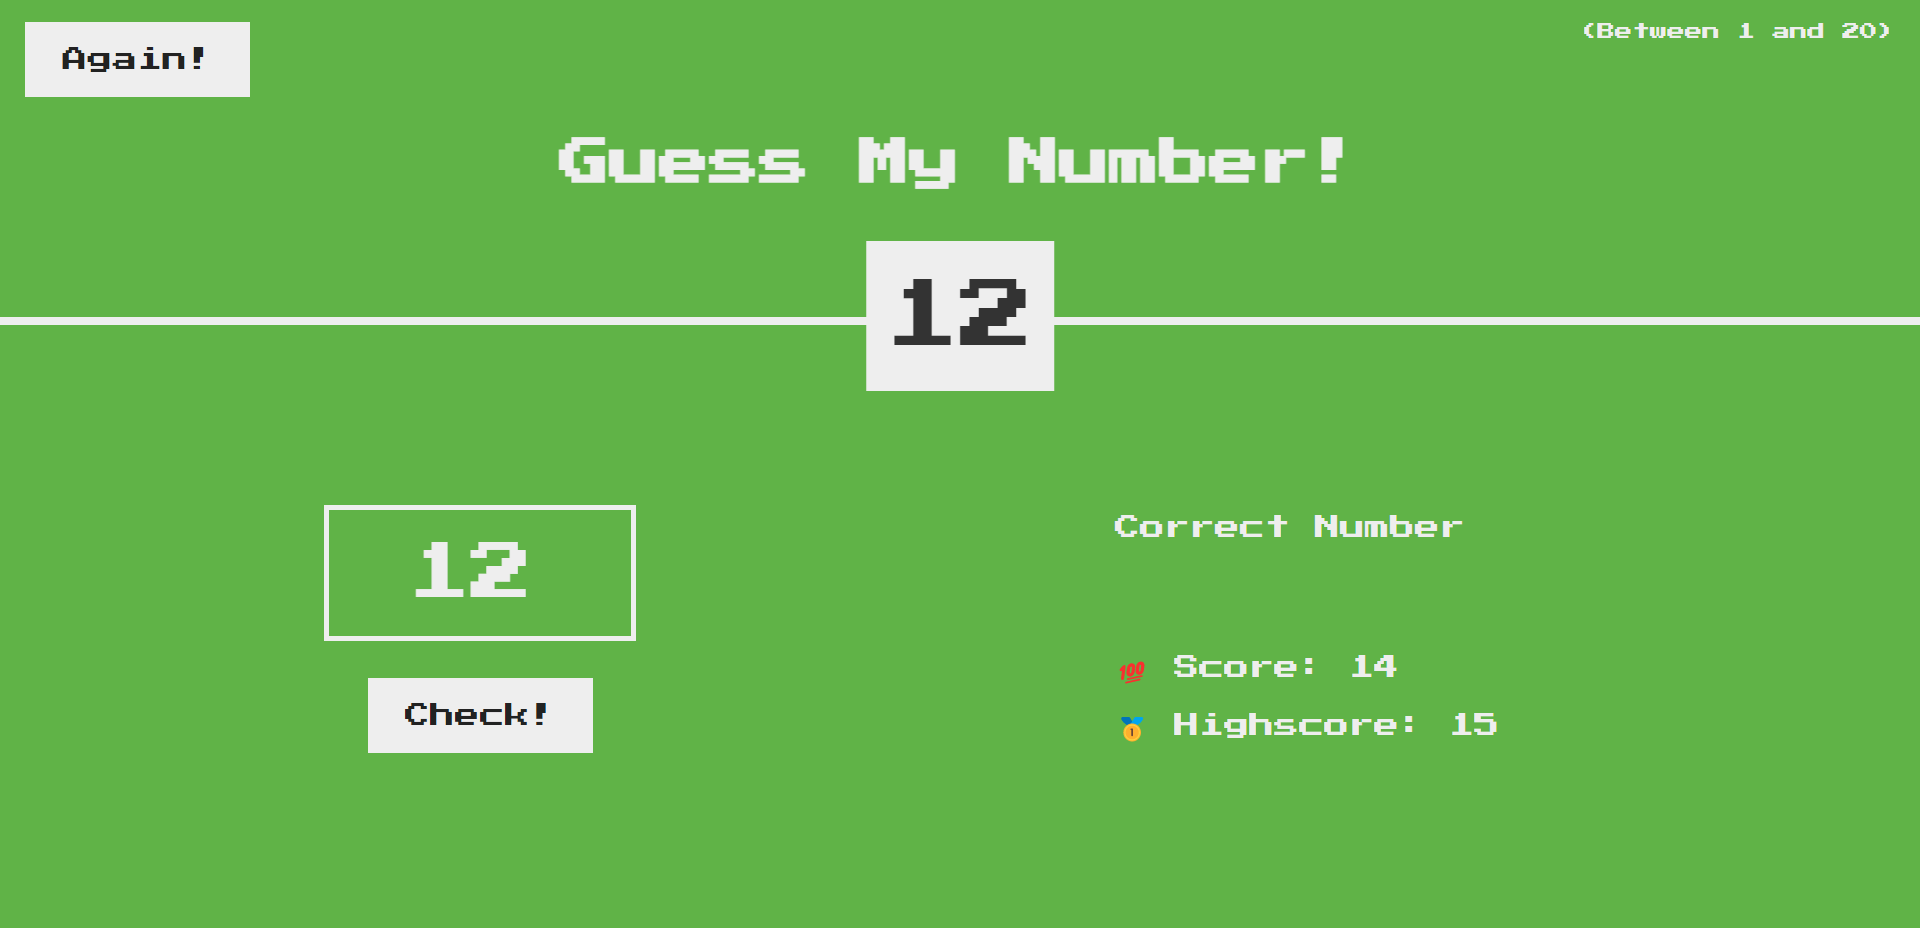 Again!
(Between 1 and 20)
Guess My Number!
12
12
Check!
Correct Number
💯 Score: 14
🥇 Highscore: 15